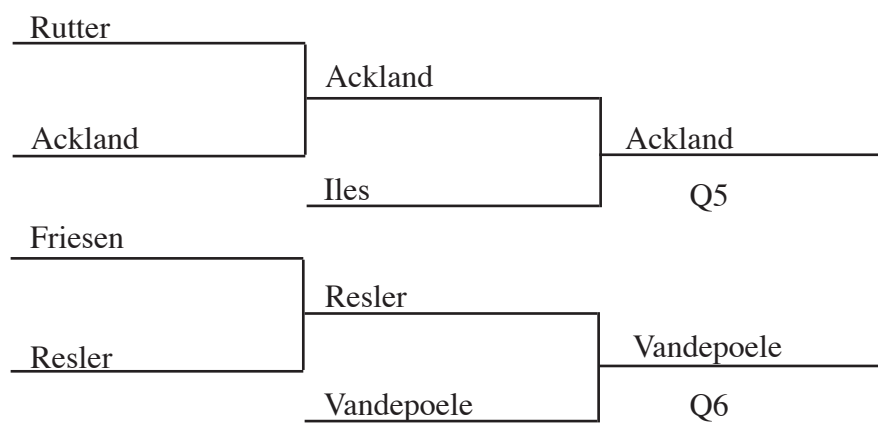 Rutter
Ackland
Ackland
Ackland
Iles
Q5
Friesen
Resler
Resler
Vandepoele
Vandepoele
Q6